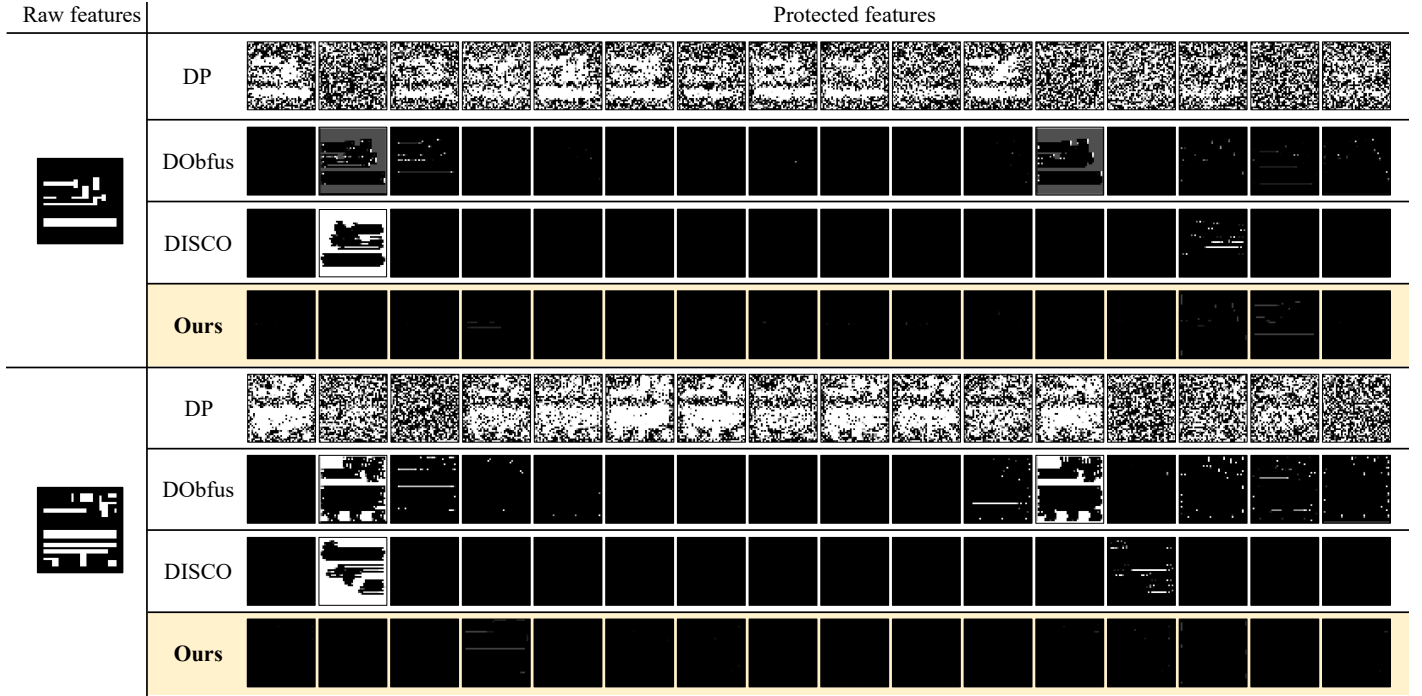 Raw features Protected features
DP
DObfus
DISCO
Ours
DP
DObfus
DISCO
Ours